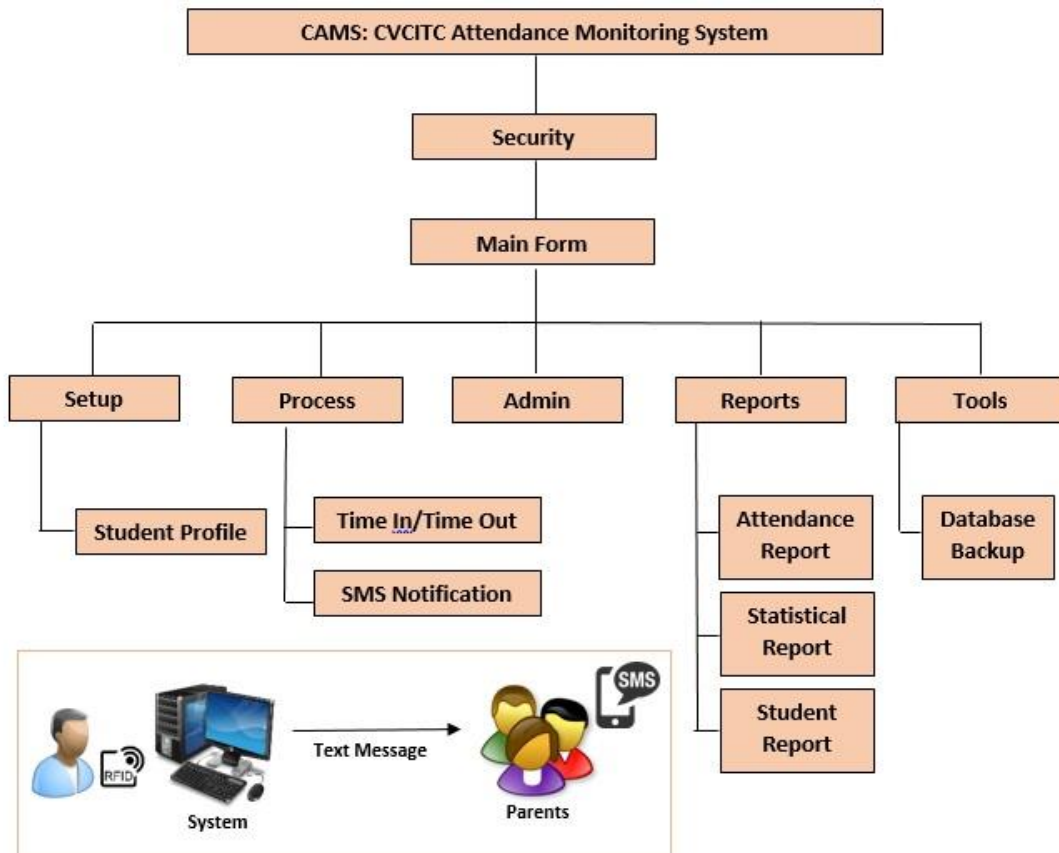 CAMS: CVCITC Attendance Monitoring System
Security
Main Form
Setup
Process
Admin
Reports
Tools
Student Profile
Time In/Time Out
SMS Notification
Attendance
Report
Statistical
Report
Student
Report
Database
Backup
RFID
System
Text Message
SMS
Parents